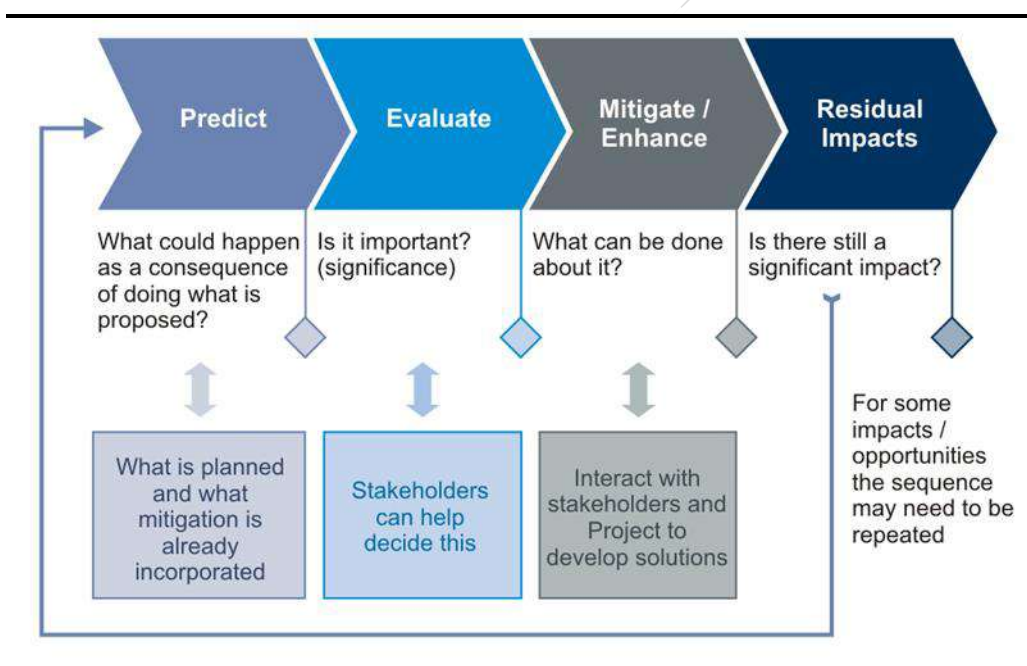 Predict
Evaluate
Mitigate /
Enhance
Residual
Impacts
What could happen
as a consequence
of doing what is
proposed?
Is it important?
(significance)
What can be done
about it?
Is there still a
significant impact?
What is planned
and what
mitigation is
already
incorporated
Stakeholders
can help
decide this
Interact with
stakeholders and
Project to
develop solutions
For some
impacts /
opportunities
the sequence
may need to be
repeated